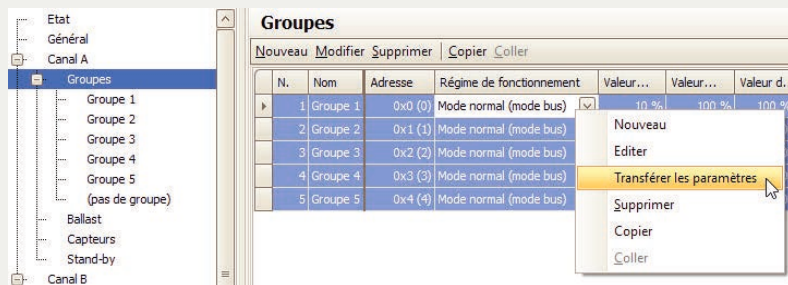 Etat
Général
Canal A
Groupes
Groupe 1
Groupe 2
Groupe 3
Groupe 4
Groupe 5
(pas de groupe)
Ballast
Capteurs
Stand-by
Canal B
Groupes
Nouveau Modifier Supprimer Copier Coller
N. Nom Adresse Régime de fonctionnement Valeur... Valeur... Valeur d...
1 Groupe 1 0x0 (0) Mode normal (mode bus) 10 % 100 % 100 %
2 Groupe 2 0x1 (1) Mode normal (mode bus)
3 Groupe 3 0x2 (2) Mode normal (mode bus)
4 Groupe 4 0x3 (3) Mode normal (mode bus)
5 Groupe 5 0x4 (4) Mode normal (mode bus)
Nouveau
Editer
Transférer les paramètres
Supprimer
Copier
Coller